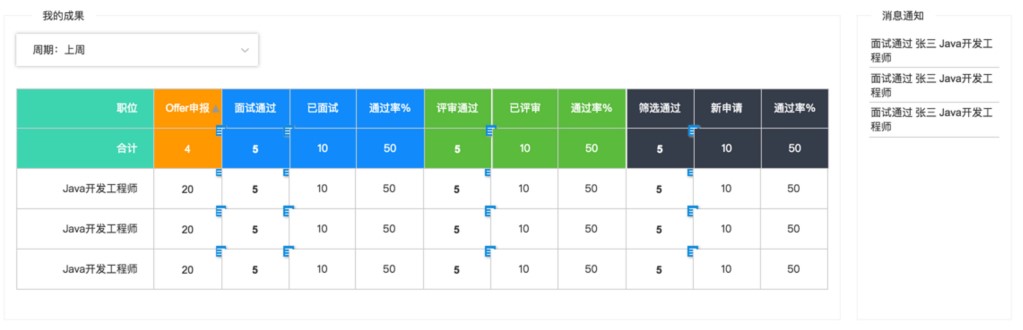 我的成果
周期：上周
职位 Offer申报 面试通过 已面试 通过率% 评审通过 已评审 通过率% 筛选通过 新申请 通过率%
合计 4 5 10 50 5 10 50 5 10 50
Java开发工程师 20 5 10 50 5 10 50 5 10 50
Java开发工程师 20 5 10 50 5 10 50 5 10 50
Java开发工程师 20 5 10 50 5 10 50 5 10 50
消息通知
面试通过 张三 Java开发工
程师
面试通过 张三 Java开发工
程师
面试通过 张三 Java开发工
程师